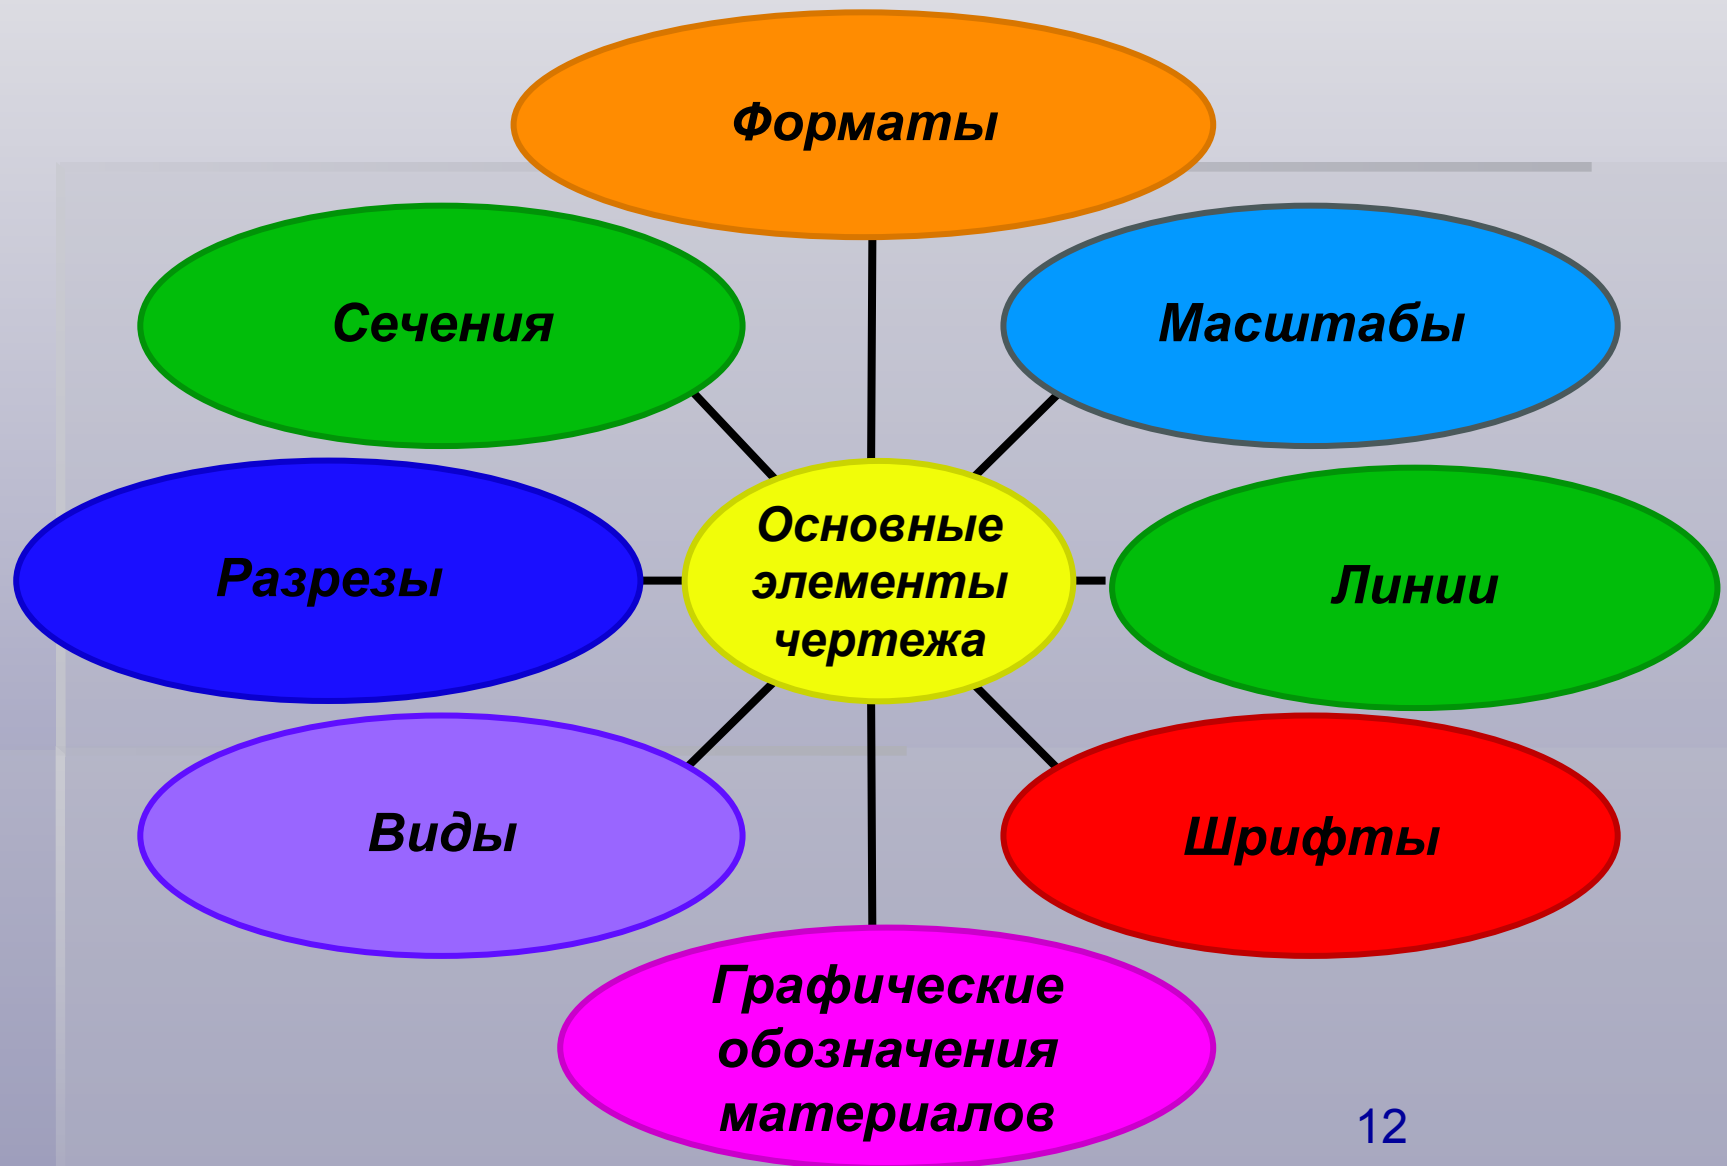 Форматы
Сечения
Масштабы
Разрезы
Основные
элементы
чертежа
Линии
Виды
Шрифты
Графические
обозначения
материалов
12